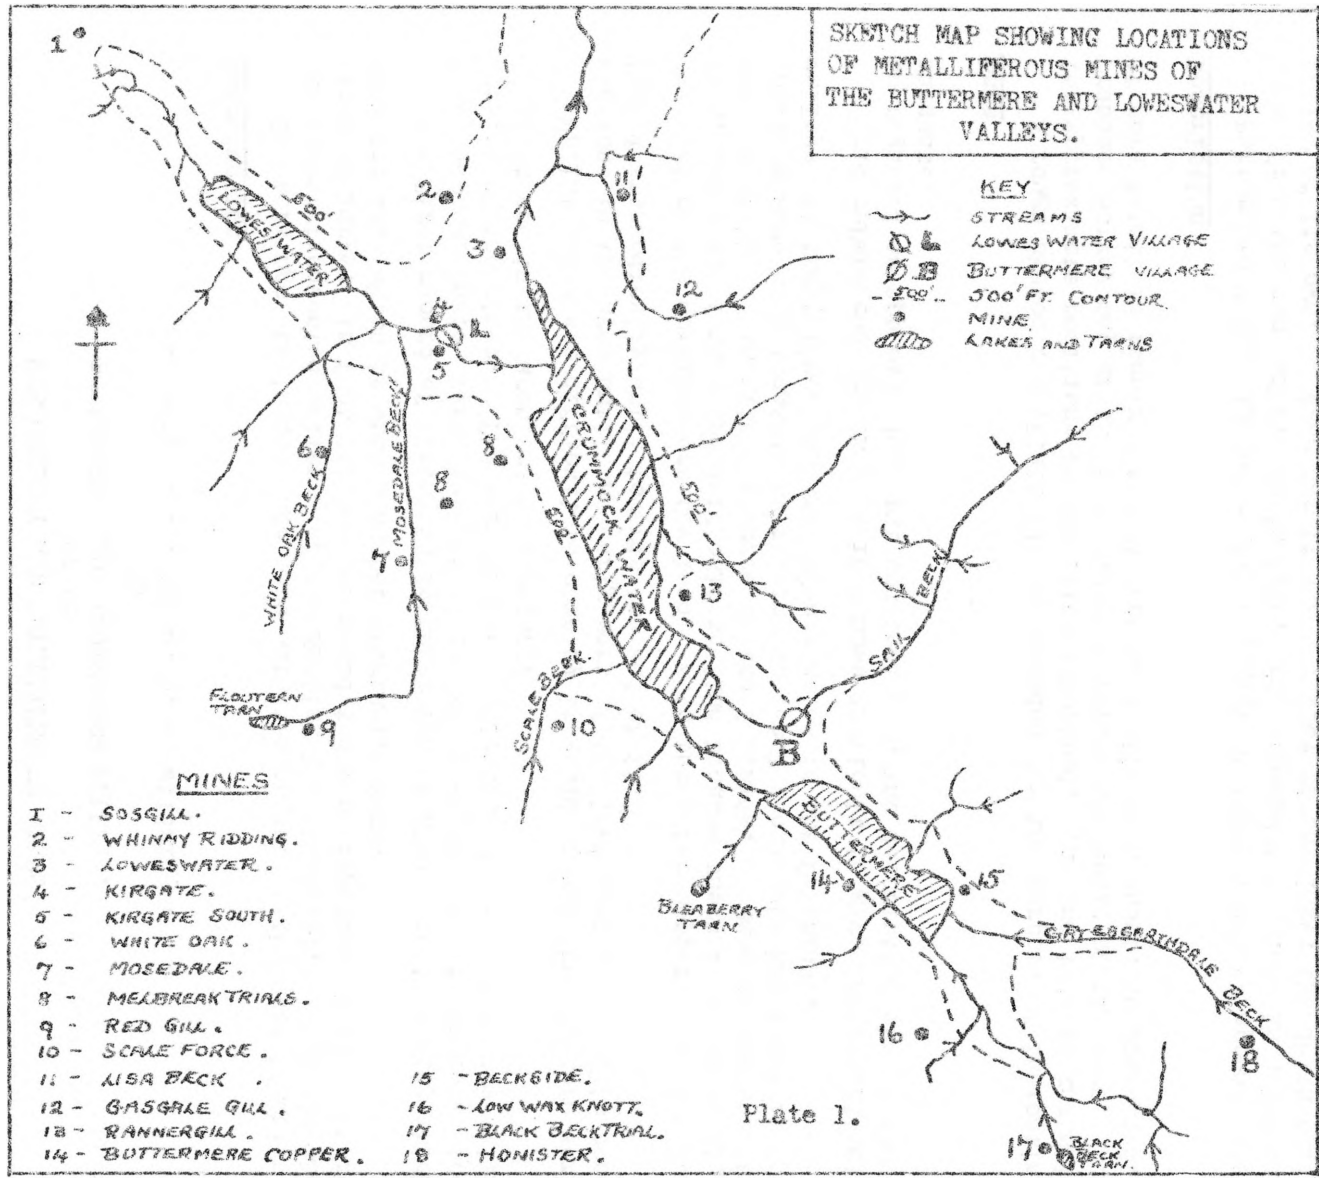 SKETCH MAP SHOWING LOCATIONS
OF METALLIFEROUS MINES OF
THE BUTTERMERE AND LOWESWATER
VALLEYS.
KEY
STREAMS
L LOWESWATER VILLAGE
B BUTTERMERE VILLAGE
500' 500' FT. CONTOUR
MINE
LAKES AND TARNS
1
2
3
4
L
5
6
7
8
8
9
10
11
12
13
B
14
15
16
17
18
LOWES WATER
500'
CRUMMOCK
WATER
500'
500'
WHITE OAK BECK
MOSEDALE BECK
FLOUTERN
TARN
SCALE BECK
SAIL BECK
BUTTERMERE
BLEABERRY
TARN
BECK
BLACK
BECK
TARN.
MINES
1 - SOSGILL.
2 - WHINNY RIDDING.
3 - LOWESWATER.
4 - KIRGATE.
5 - KIRGATE SOUTH.
6 - WHITE OAK.
7 - MOSEDALE.
8 - MELBREAK TRIALS.
9 - RED GILL.
10 - SCALE FORCE.
11 - LISA BECK.
12 - GASGALE GILL.
13 - RANNERGILL.
14 - BUTTERMERE COPPER.
15 - BECKSIDE.
16 - LOW WAX KNOTT.
17 - BLACK BECK TRIAL.
18 - HONISTER.
Plate 1.